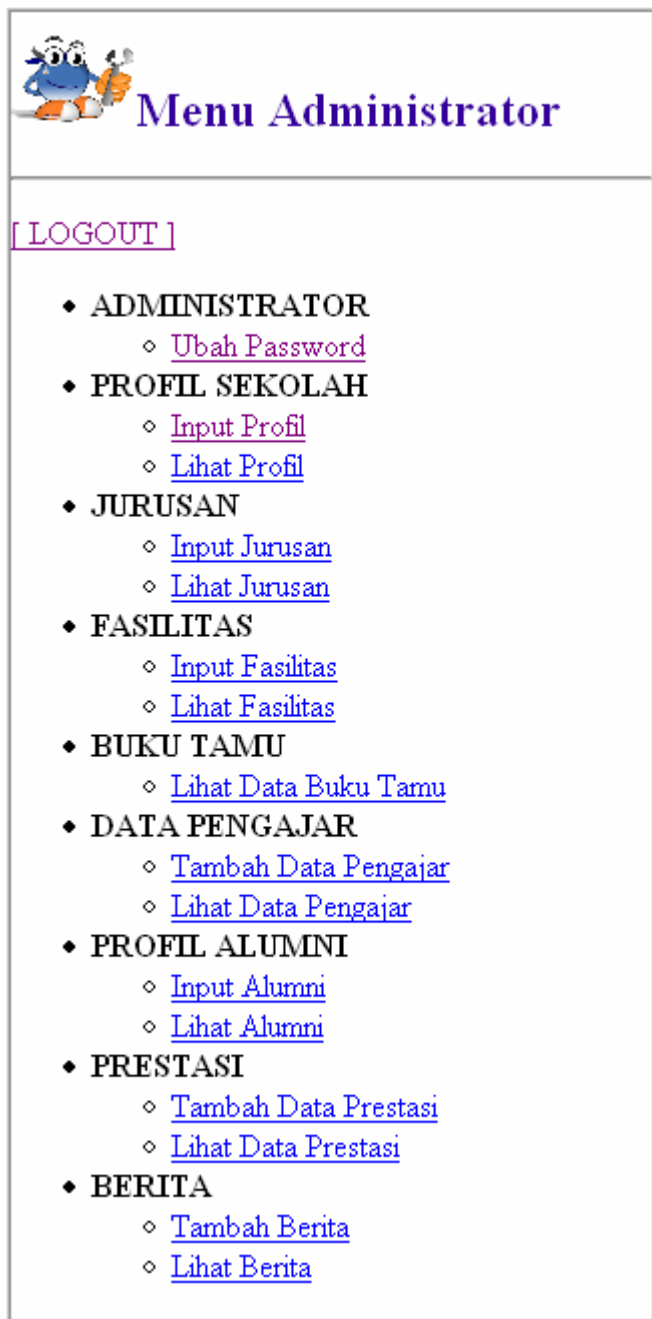 Menu Administrator
[ LOGOUT ]
ADMINISTRATOR
Ubah Password
PROFIL SEKOLAH
Input Profil
Lihat Profil
JURUSAN
Input Jurusan
Lihat Jurusan
FASILITAS
Input Fasilitas
Lihat Fasilitas
BUKU TAMU
Lihat Data Buku Tamu
DATA PENGAJAR
Tambah Data Pengajar
Lihat Data Pengajar
PROFIL ALUMNI
Input Alumni
Lihat Alumni
PRESTASI
Tambah Data Prestasi
Lihat Data Prestasi
BERITA
Tambah Berita
Lihat Berita